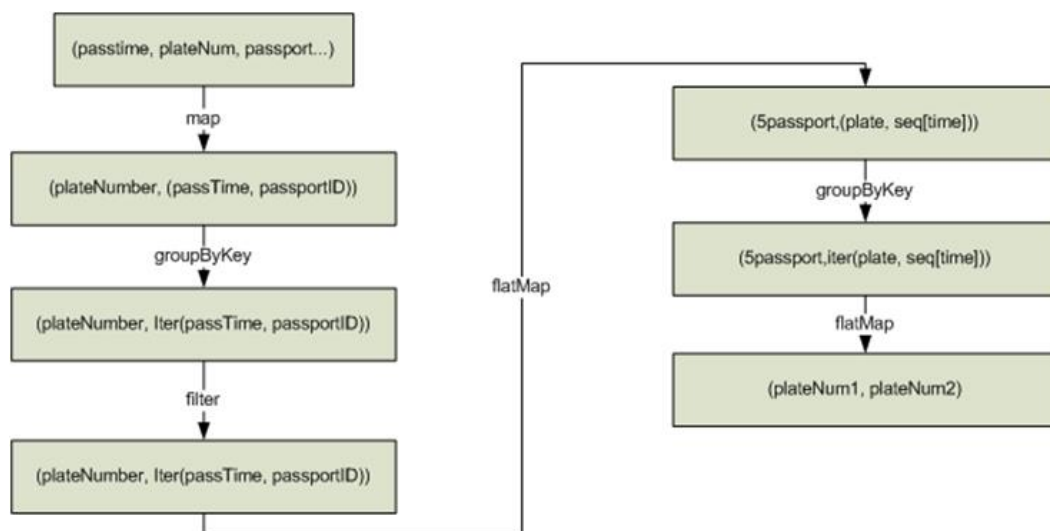 (passtime, plateNum, passport...)
map
(plateNumber, (passTime, passportID))
groupByKey
(plateNumber, Iter(passTime, passportID))
filter
(plateNumber, Iter(passTime, passportID))
flatMap
(5passport,(plate, seq[time]))
groupByKey
(5passport,iter(plate, seq[time]))
flatMap
(plateNum1, plateNum2)